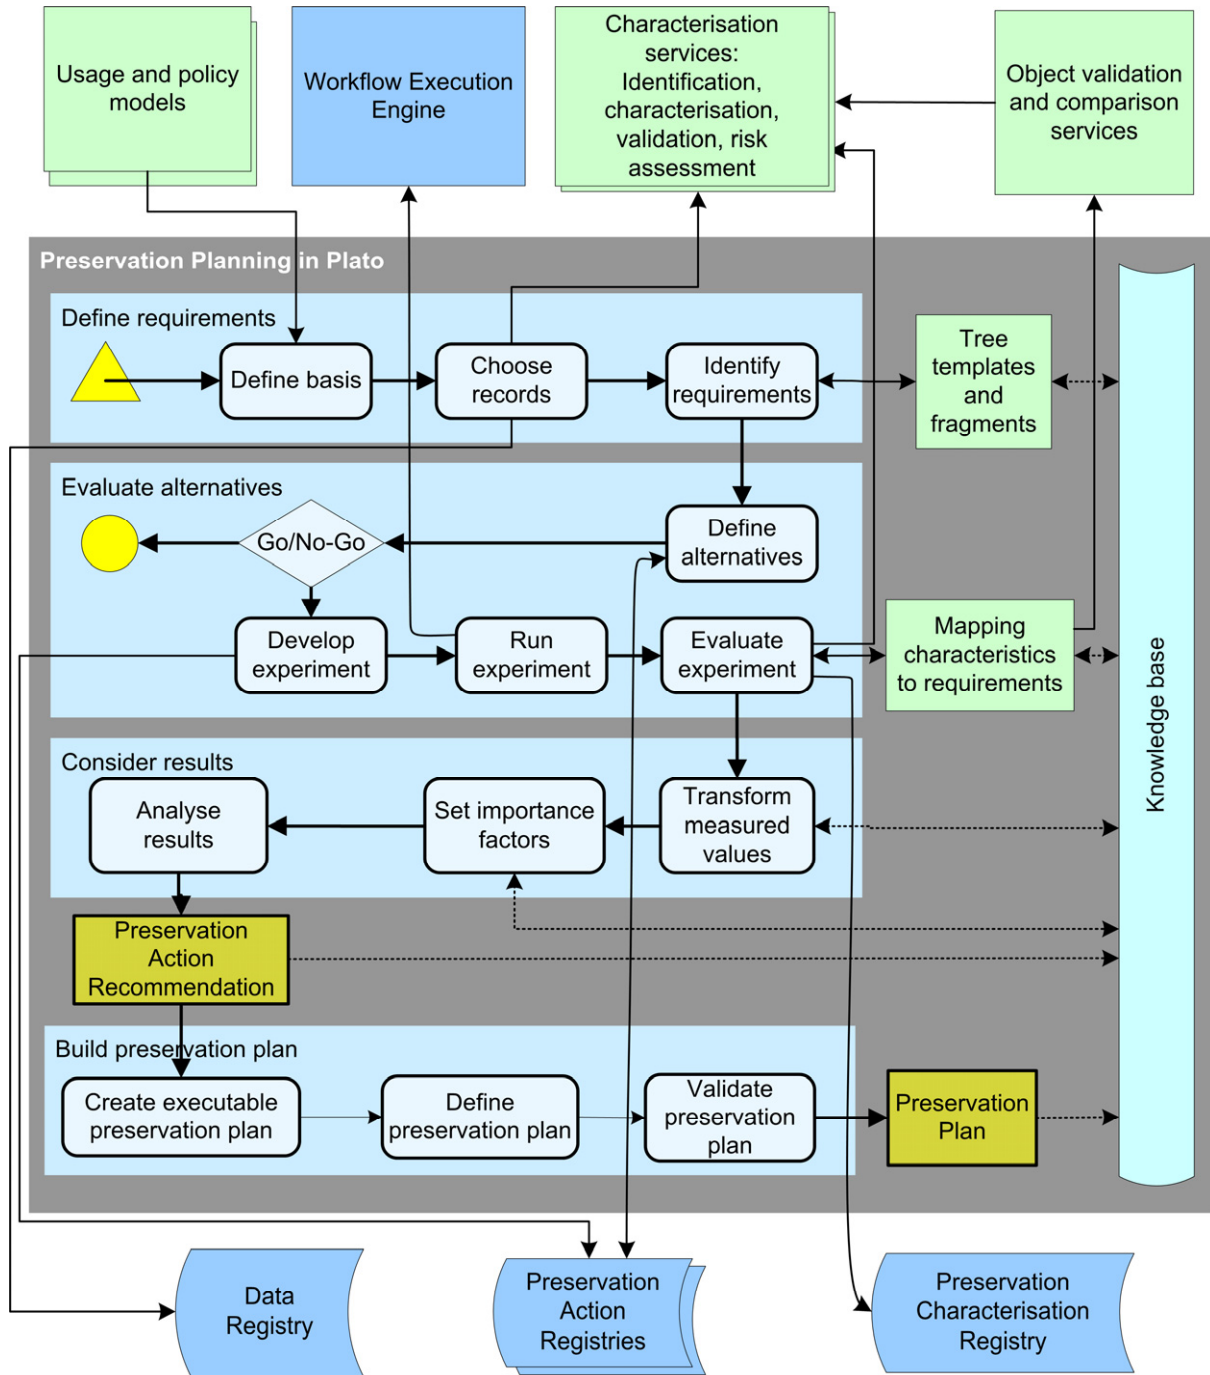 Usage and policy
models
Workflow Execution
Engine
Characterisation
services:
Identification,
characterisation,
validation, risk
assessment
Object validation
and comparison
services
Preservation Planning in Plato
Define requirements
Define basis
Choose
records
Identify
requirements
Tree
templates
and
fragments
Evaluate alternatives
Go/No-Go
Define
alternatives
Develop
experiment
Run
experiment
Evaluate
experiment
Mapping
characteristics
to requirements
Knowledge base
Consider results
Analyse
results
Set importance
factors
Transform
measured
values
Preservation
Action
Recommendation
Build preservation plan
Create executable
preservation plan
Define
preservation plan
Validate
preservation
plan
Preservation
Plan
Data
Registry
Preservation
Action
Registries
Preservation
Characterisation
Registry